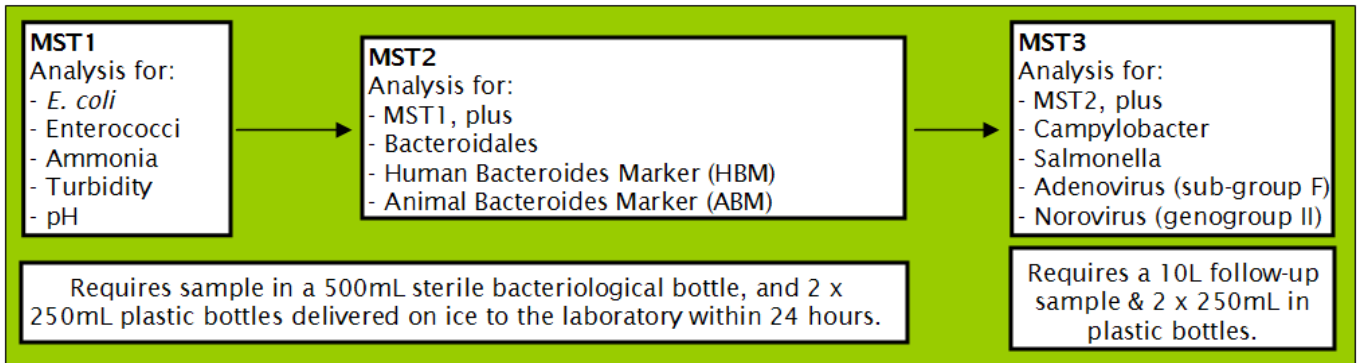 MST1
Analysis for:
- E. coli
- Enterococci
- Ammonia
- Turbidity
- pH
MST2
Analysis for:
- MST1, plus
- Bacteroidales
- Human Bacteroides Marker (HBM)
- Animal Bacteroides Marker (ABM)
MST3
Analysis for:
- MST2, plus
- Campylobacter
- Salmonella
- Adenovirus (sub-group F)
- Norovirus (genogroup II)
Requires sample in a 500mL sterile bacteriological bottle, and 2 x
250mL plastic bottles delivered on ice to the laboratory within 24 hours.
Requires a 10L follow-up
sample & 2 x 250mL in
plastic bottles.